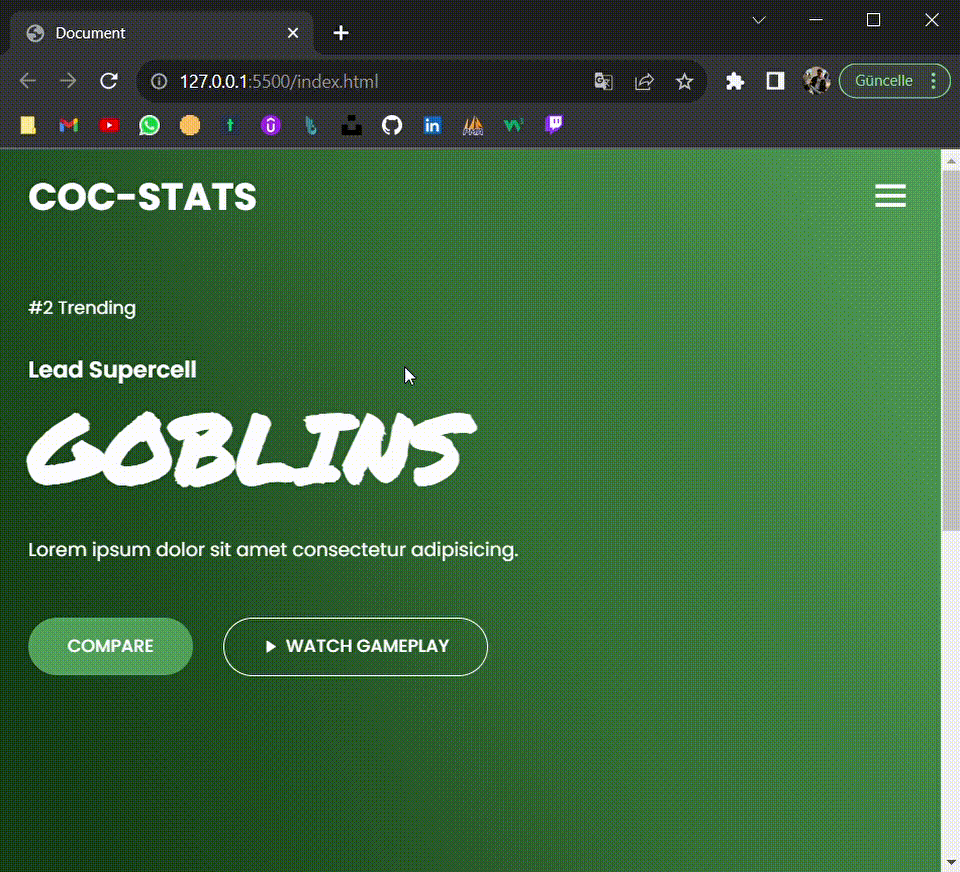 Document
127.0.0.1:5500/index.html
Güncelle
COC-STATS
#2 Trending
Lead Supercell
GOBLINS
Lorem ipsum dolor sit amet consectetur adipisicing.
COMPARE
WATCH GAMEPLAY